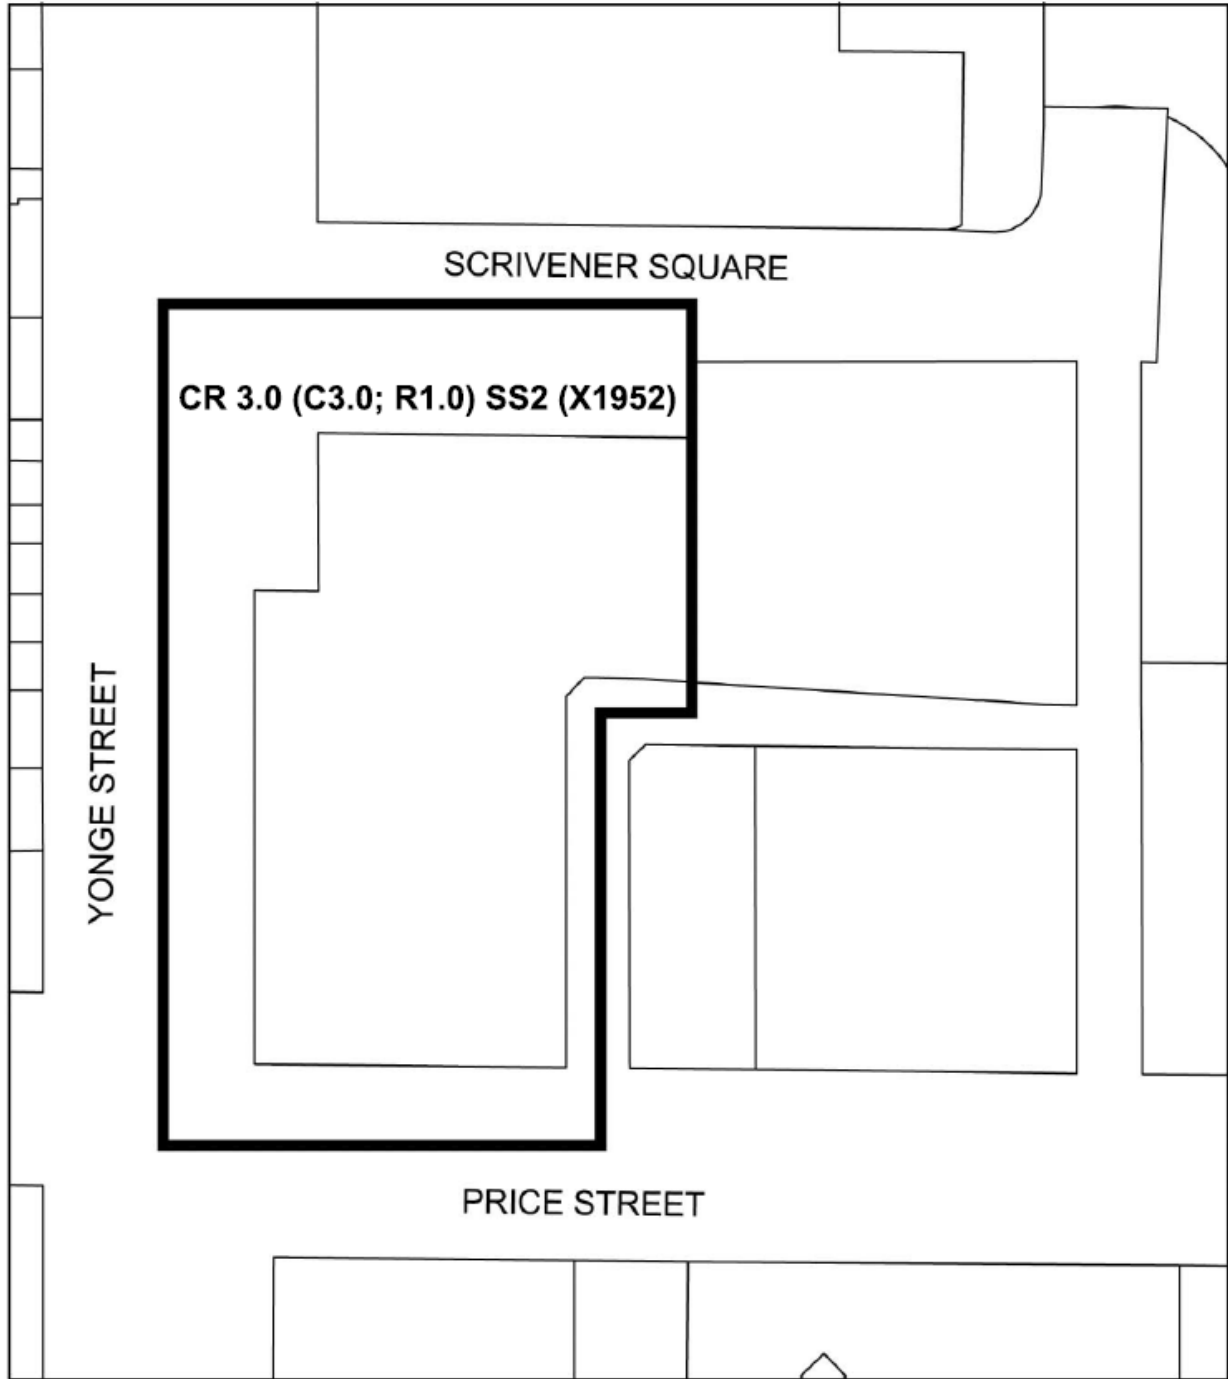 SCRIVENER SQUARE
CR 3.0 (C3.0; R1.0) SS2 (X1952)
YONGE STREET
PRICE STREET